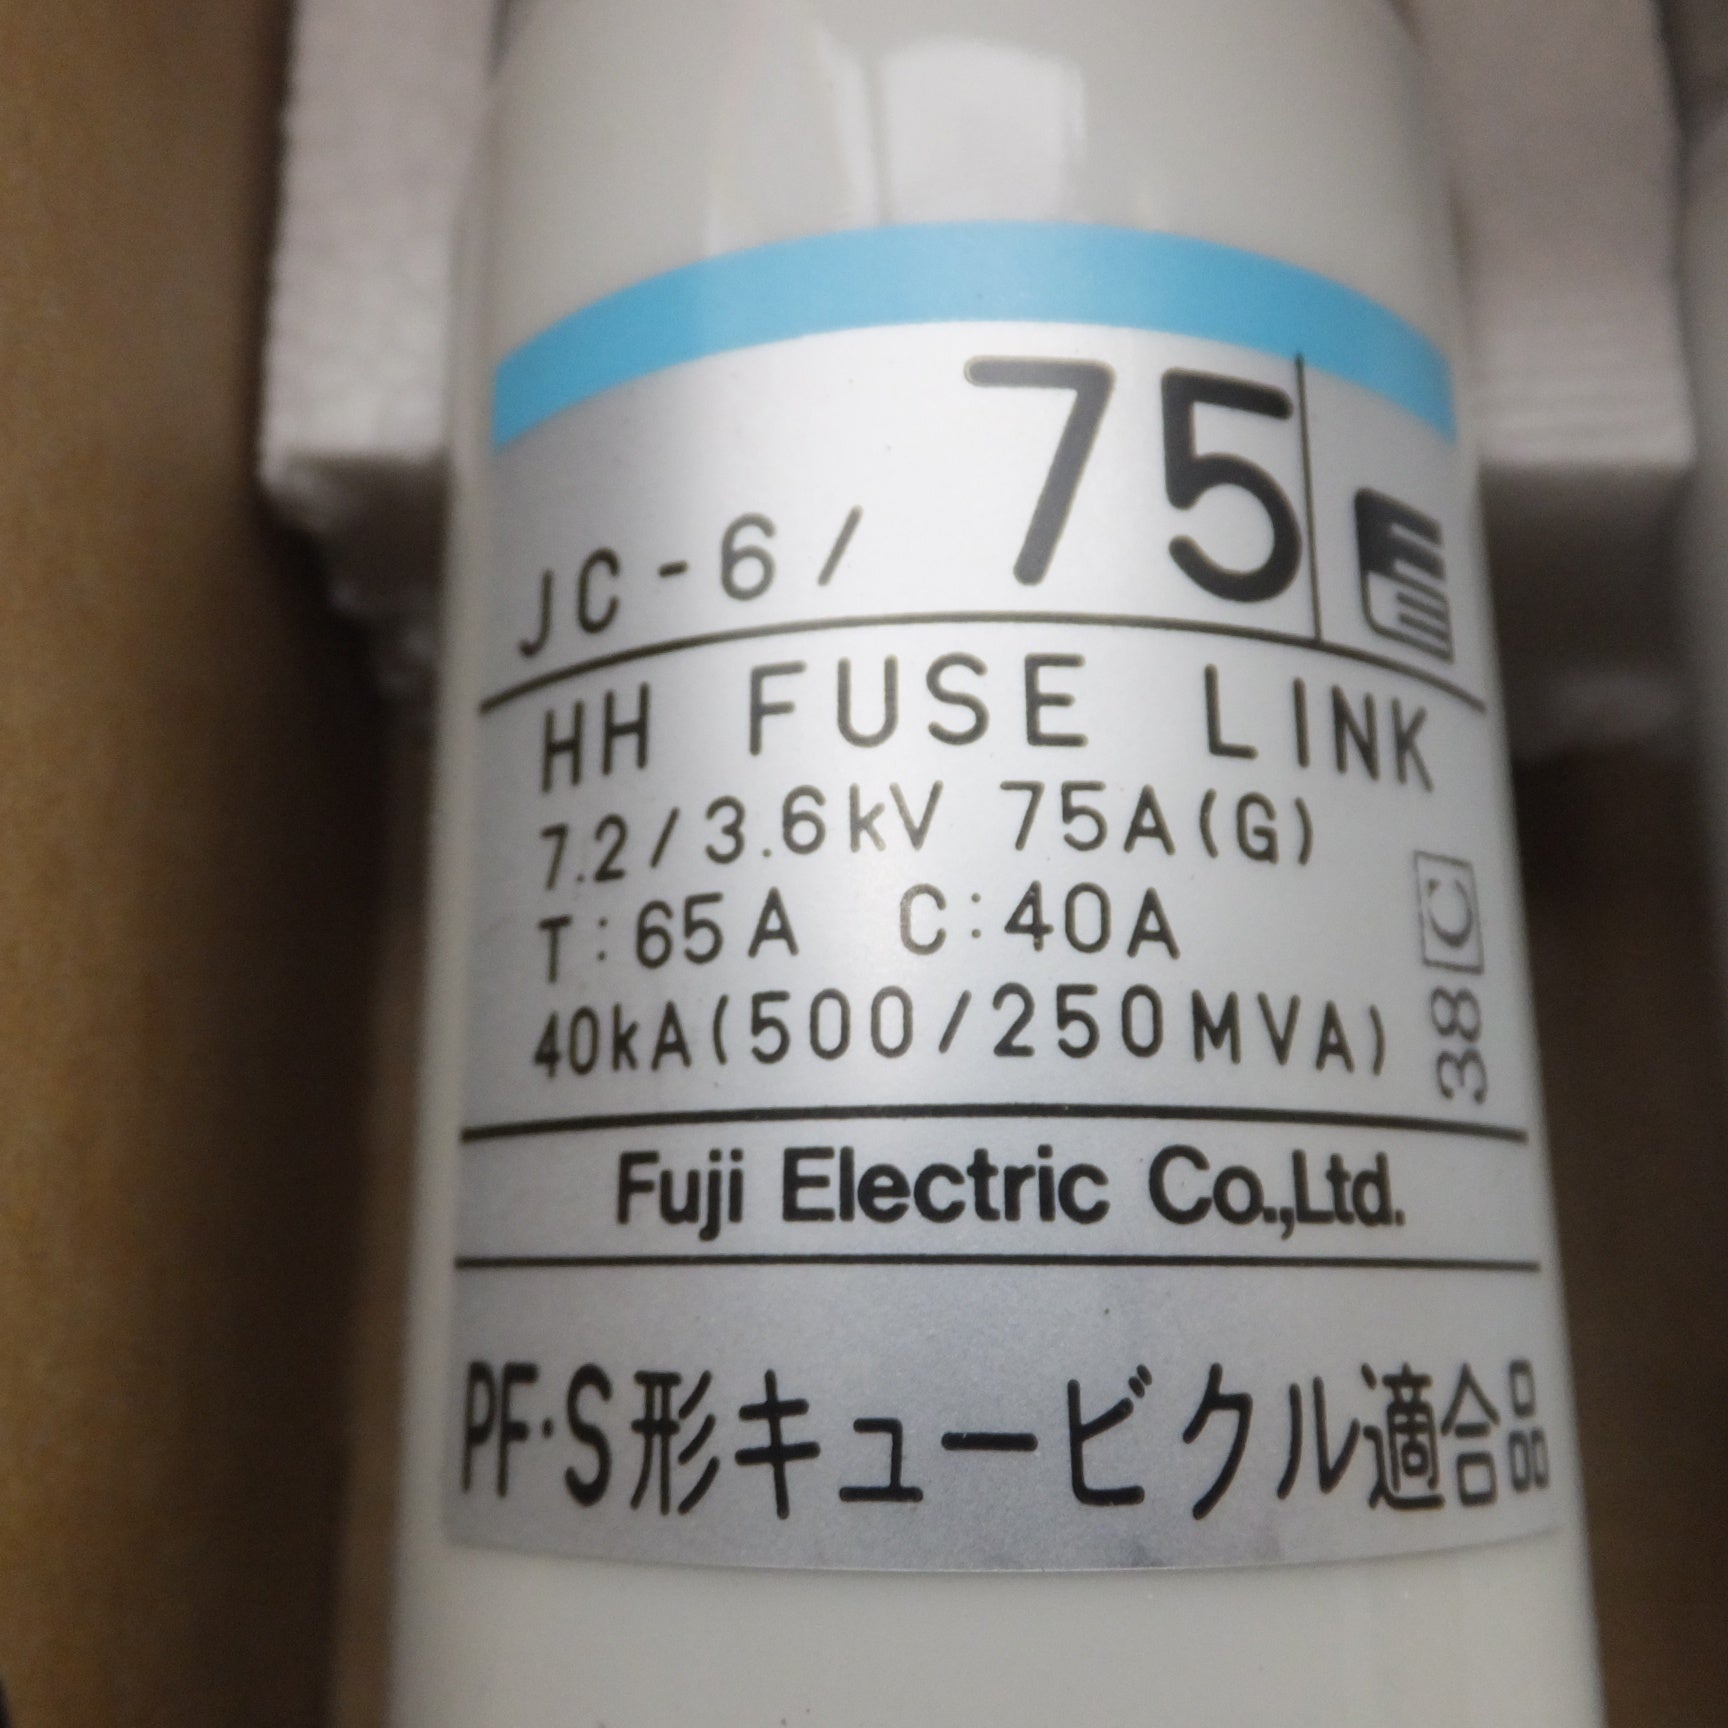 JC-6/75
HH FUSE LINK
7.2/3.6kV 75A(G)
T:65A C:40A
40kA(500/250MVA)
38C
Fuji Electric Co.,Ltd.
PF·S形キュービクル適合品